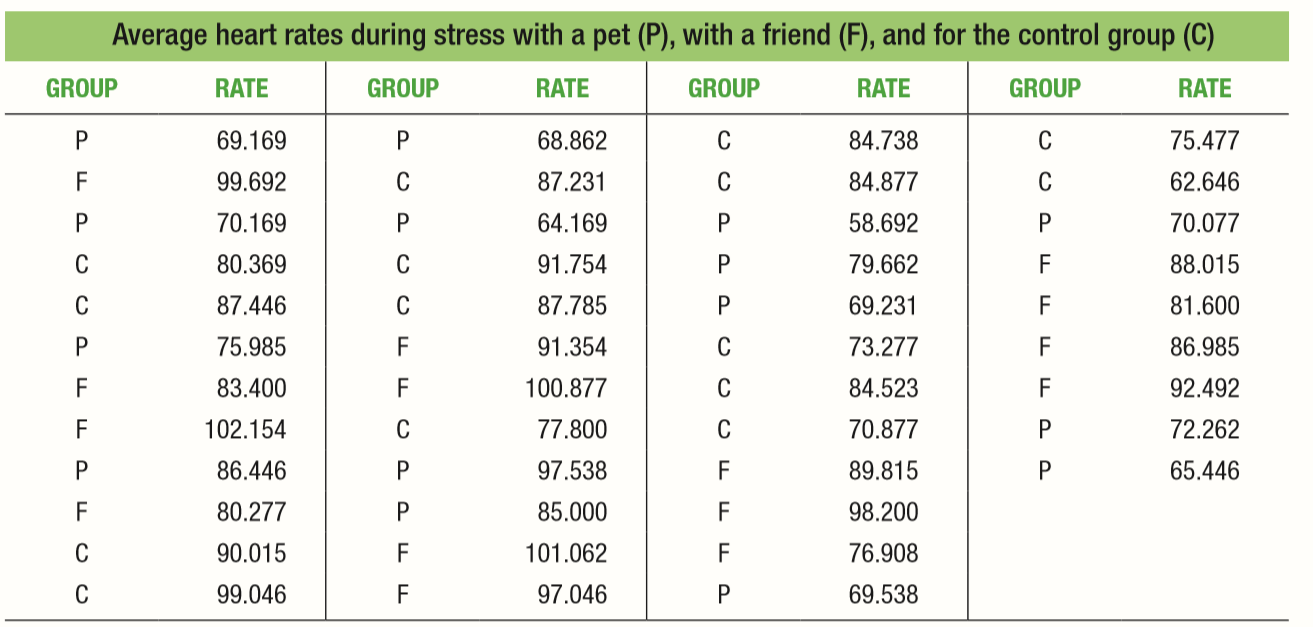 Average heart rates during stress with a pet (P), with a friend (F), and for the control group (C)
GROUP RATE GROUP RATE GROUP RATE GROUP RATE
P 69.169 P 68.862 C 84.738 C 75.477
F 99.692 C 87.231 C 84.877 C 62.646
P 70.169 P 64.169 P 58.692 P 70.077
C 80.369 C 91.754 P 79.662 F 88.015
C 87.446 C 87.785 P 69.231 F 81.600
P 75.985 F 91.354 C 73.277 F 86.985
F 83.400 F 100.877 C 84.523 F 92.492
F 102.154 C 77.800 C 70.877 P 72.262
P 86.446 P 97.538 F 89.815 P 65.446
F 80.277 P 85.000 F 98.200
C 90.015 F 101.062 F 76.908
C 99.046 F 97.046 P 69.538